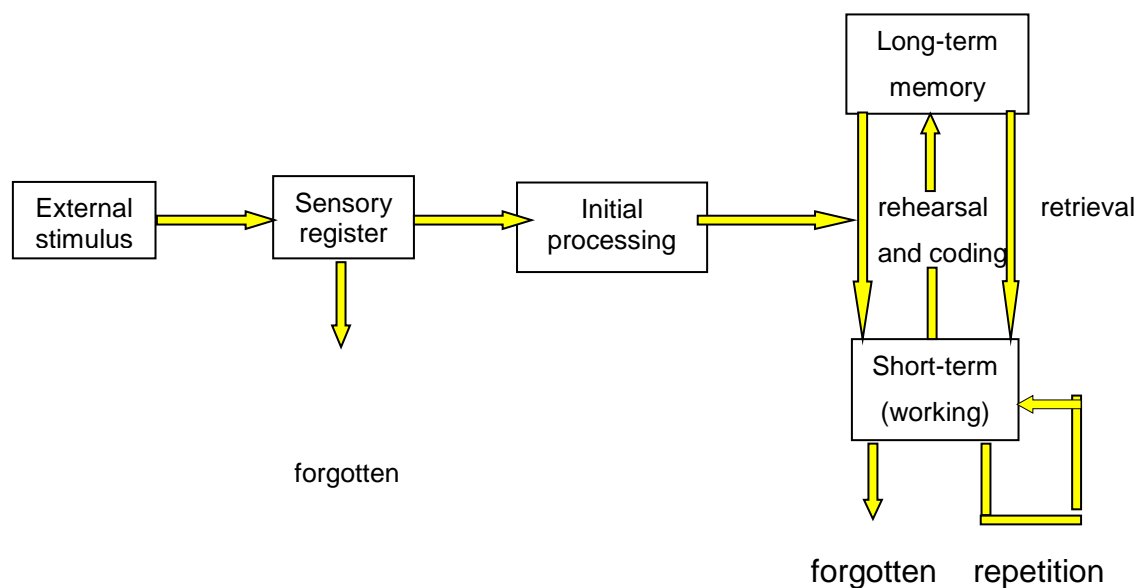 Long-term
memory
External
stimulus
Sensory
register
Initial
processing
rehearsal
and coding
retrieval
Short-term
(working)
forgotten
forgotten
repetition